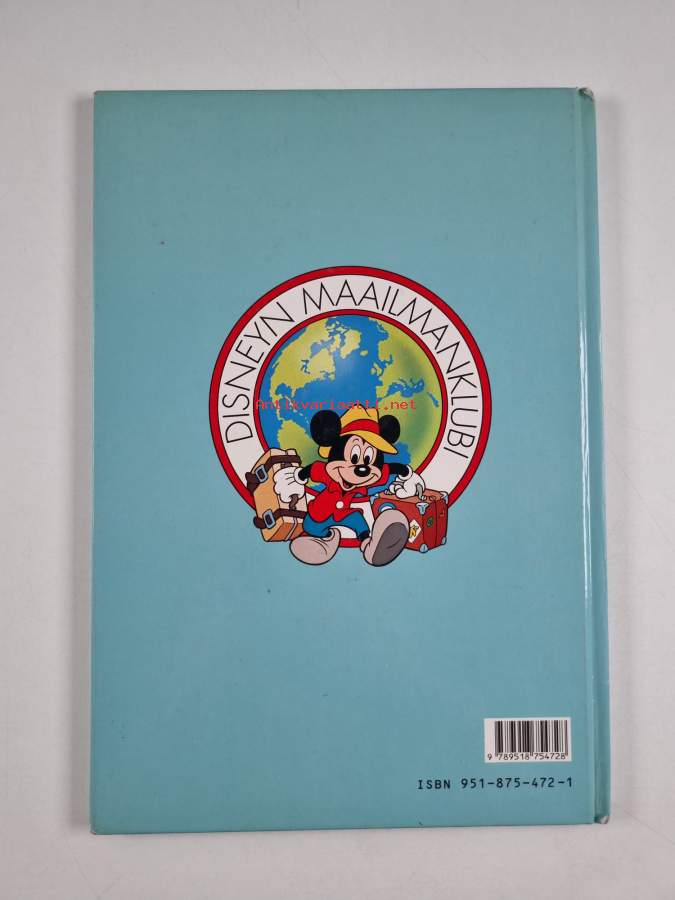 DISNEYN MAAILMANKLUBI
Antikvariaatti.net
9 789518 754728
ISBN 951-875-472-1